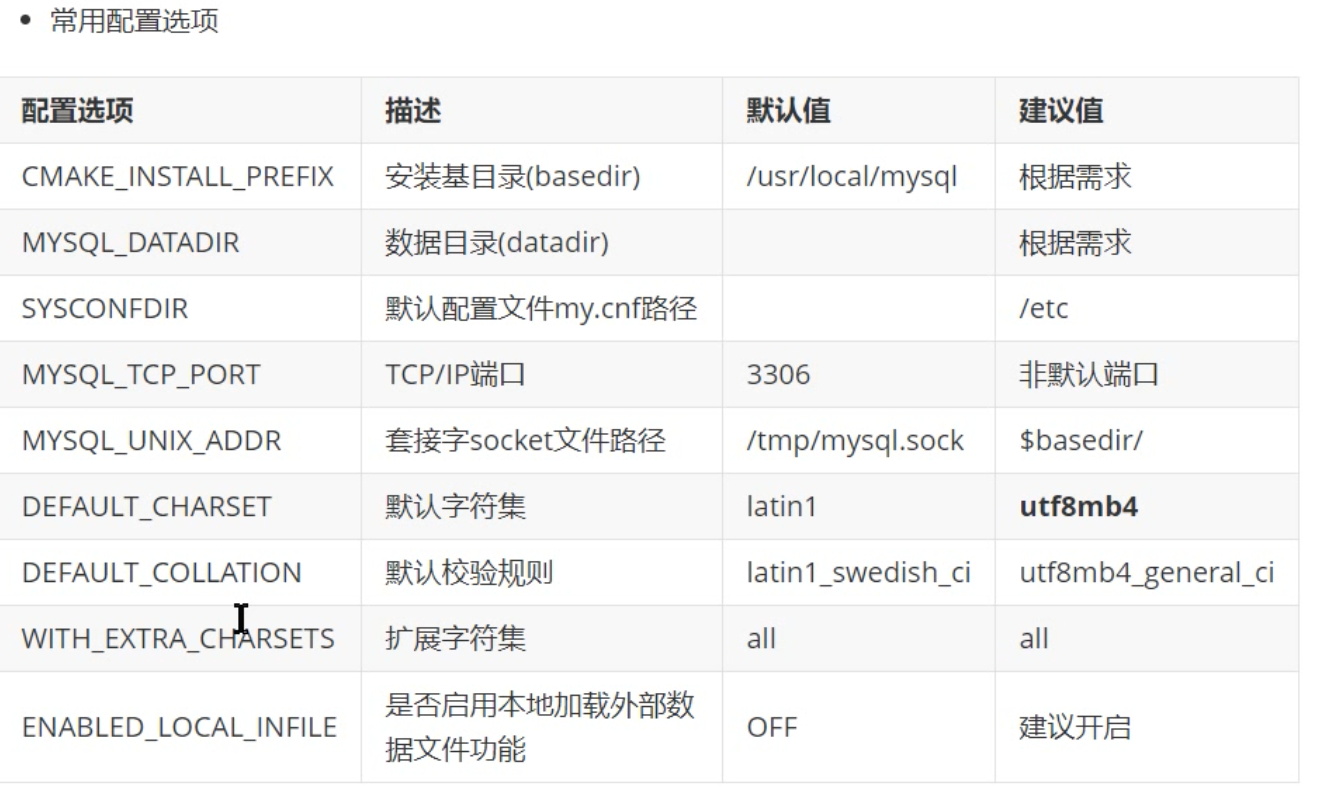 常用配置选项
配置选项 描述 默认值 建议值
CMAKE_INSTALL_PREFIX 安装基目录(basedir) /usr/local/mysql 根据需求
MYSQL_DATADIR 数据目录(datadir) 根据需求
SYSCONFDIR 默认配置文件my.cnf路径 /etc
MYSQL_TCP_PORT TCP/IP端口 3306 非默认端口
MYSQL_UNIX_ADDR 套接字socket文件路径 /tmp/mysql.sock $basedir/
DEFAULT_CHARSET 默认字符集 latin1 utf8mb4
DEFAULT_COLLATION 默认校验规则 latin1_swedish_ci utf8mb4_general_ci
WITH_EXTRA_CHARSETS 扩展字符集 all all
ENABLED_LOCAL_INFILE 是否启用本地加载外部数
据文件功能 OFF 建议开启